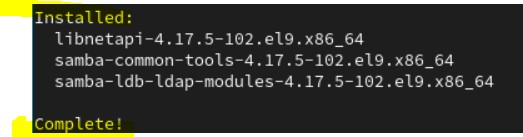 Installed:
libnetapi-4.17.5-102.el9.x86_64
samba-common-tools-4.17.5-102.el9.x86_64
samba-ldb-ldap-modules-4.17.5-102.el9.x86_64
Complete!